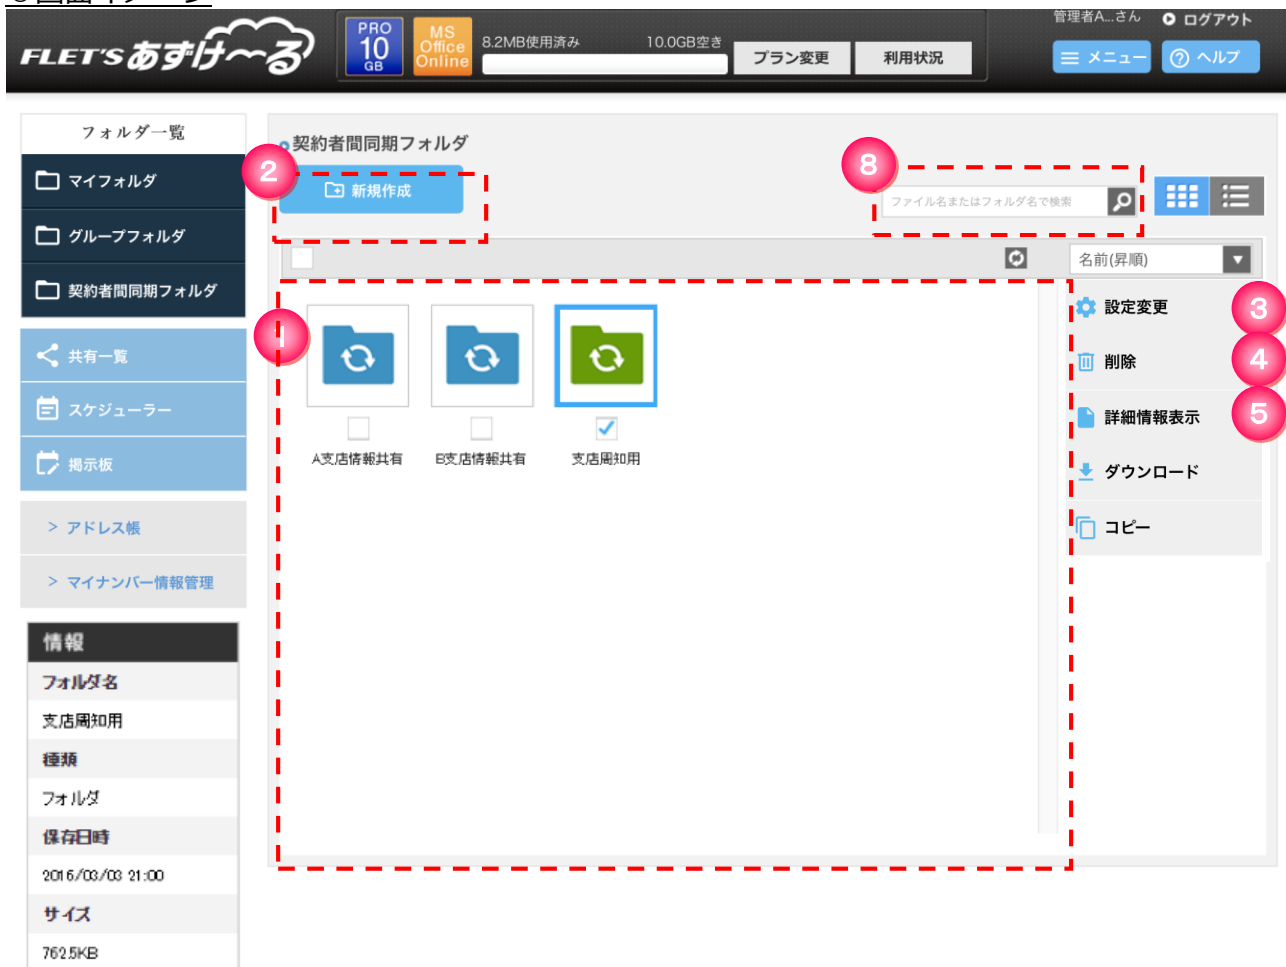 管理者A...さん
ログアウト
FLET'Sあずけ～る
PRO
10
GB
MS
Office
Online
8.2MB使用済み
10.0GB空き
プラン変更
利用状況
メニュー
ヘルプ
フォルダ一覧
マイフォルダ
グループフォルダ
契約者間同期フォルダ
共有一覧
スケジューラー
掲示板
> アドレス帳
> マイナンバー情報管理
情報
フォルダ名
支店周知用
種類
フォルダ
保存日時
2016/03/03 21:00
サイズ
762.5KB
契約者間同期フォルダ
2
新規作成
8
ファイル名またはフォルダ名で検索
名前(昇順)
1
A支店情報共有
B支店情報共有
支店周知用
設定変更
3
削除
4
詳細情報表示
5
ダウンロード
コピー